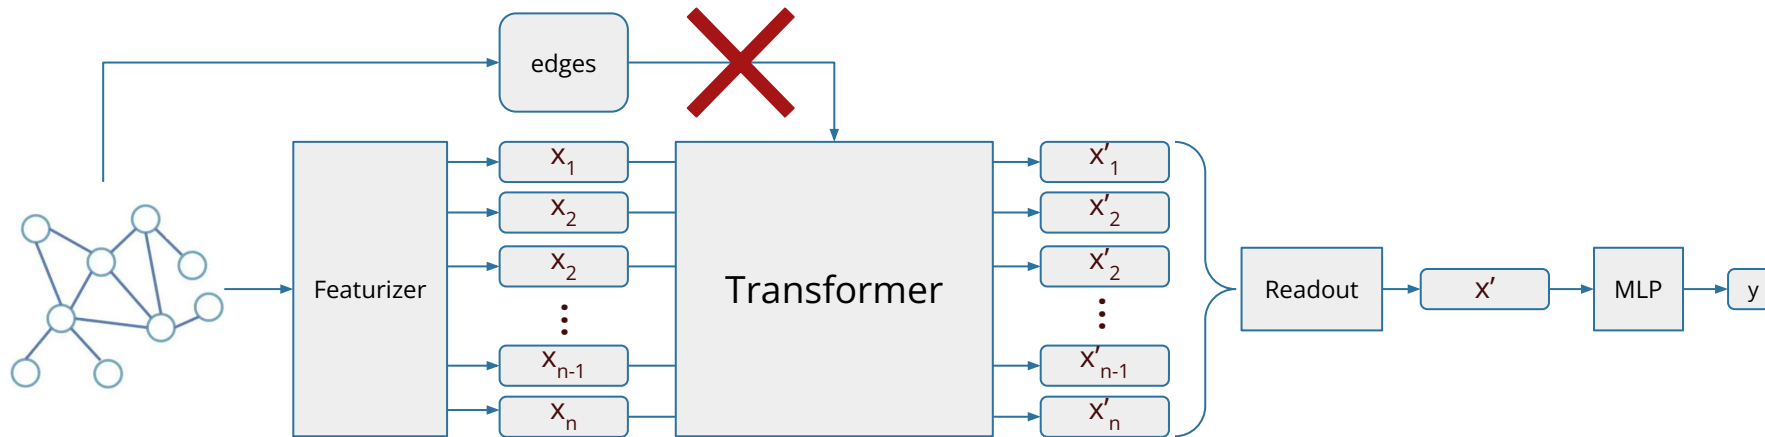 edges
Featurizer
x1
x2
x2
⋮
xn-1
xn
Transformer
x′1
x′2
x′2
⋮
x′n-1
x′n
Readout
x′
MLP
y